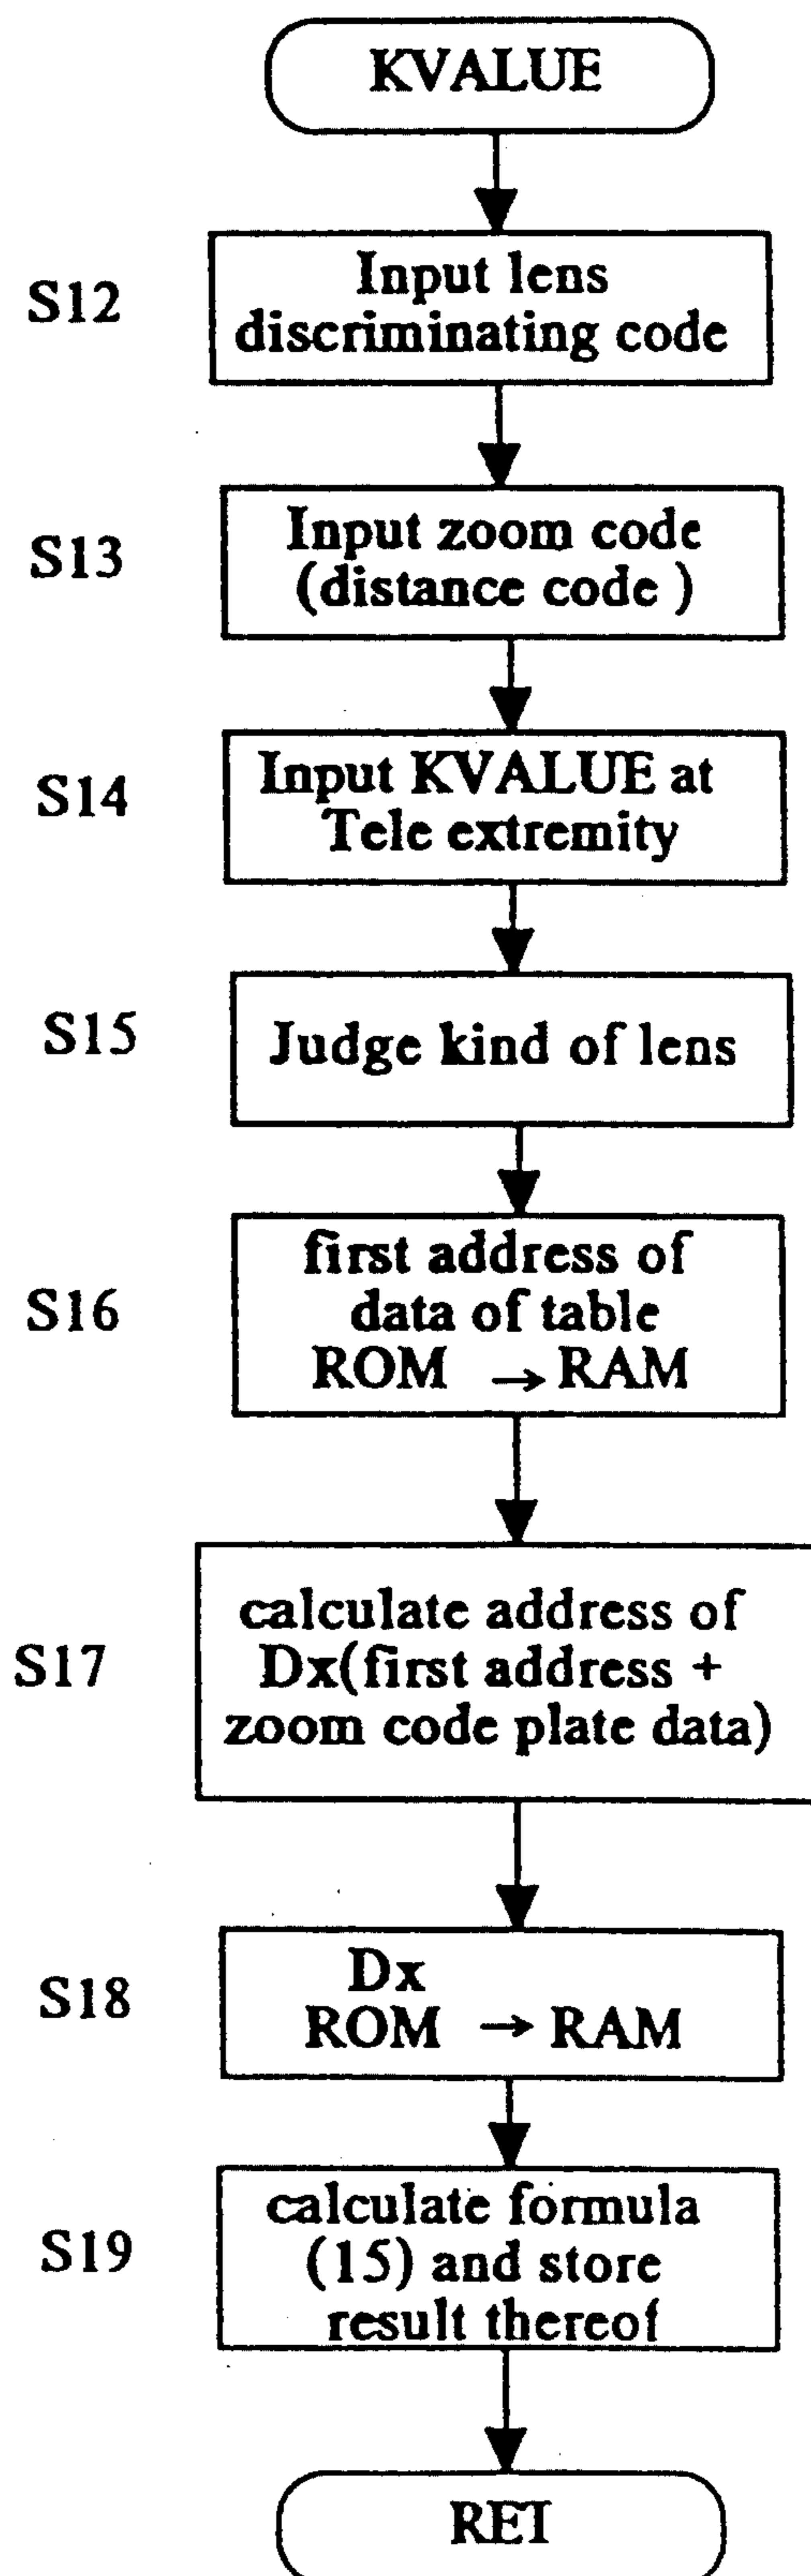 KVALUE
S12
Input lens
discriminating code
S13
Input zoom code
(distance code )
S14
Input KVALUE at
Tele extremity
S15
Judge kind of lens
S16
first address of
data of table
ROM → RAM
S17
calculate address of
Dx(first address +
zoom code plate data)
S18
Dx
ROM → RAM
S19
calculate formula
(15) and store
result thereof
RET